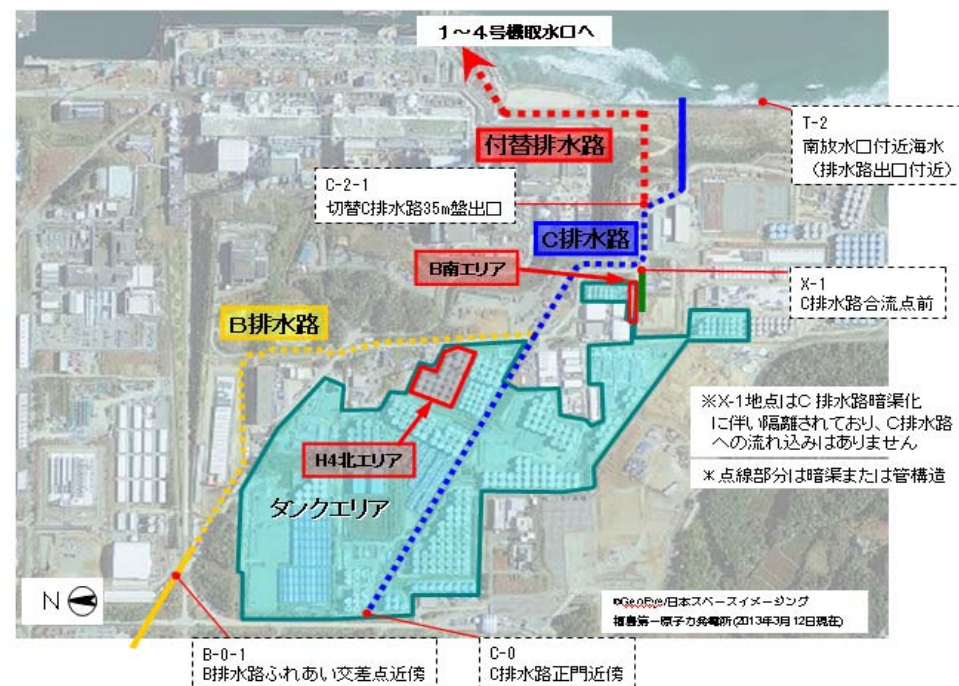 1～4号機取水口へ
T-2
南放水口付近海水
（排水路出口付近）
付替排水路
C-2-1
切替C排水路35m盤出口
C排水路
B南エリア
X-1
C排水路合流点前
B排水路
※X-1地点はC 排水路暗渠化
に伴い隔離されており、C排水路
への流れ込みはありません
＊点線部分は暗渠または管構造
H4北エリア
タンクエリア
N
©GeoEye/日本スペースイメージング
福島第一原子力発電所(2013年3月12日現在)
B-0-1
B排水路ふれあい交差点近傍
C-0
C排水路正門近傍